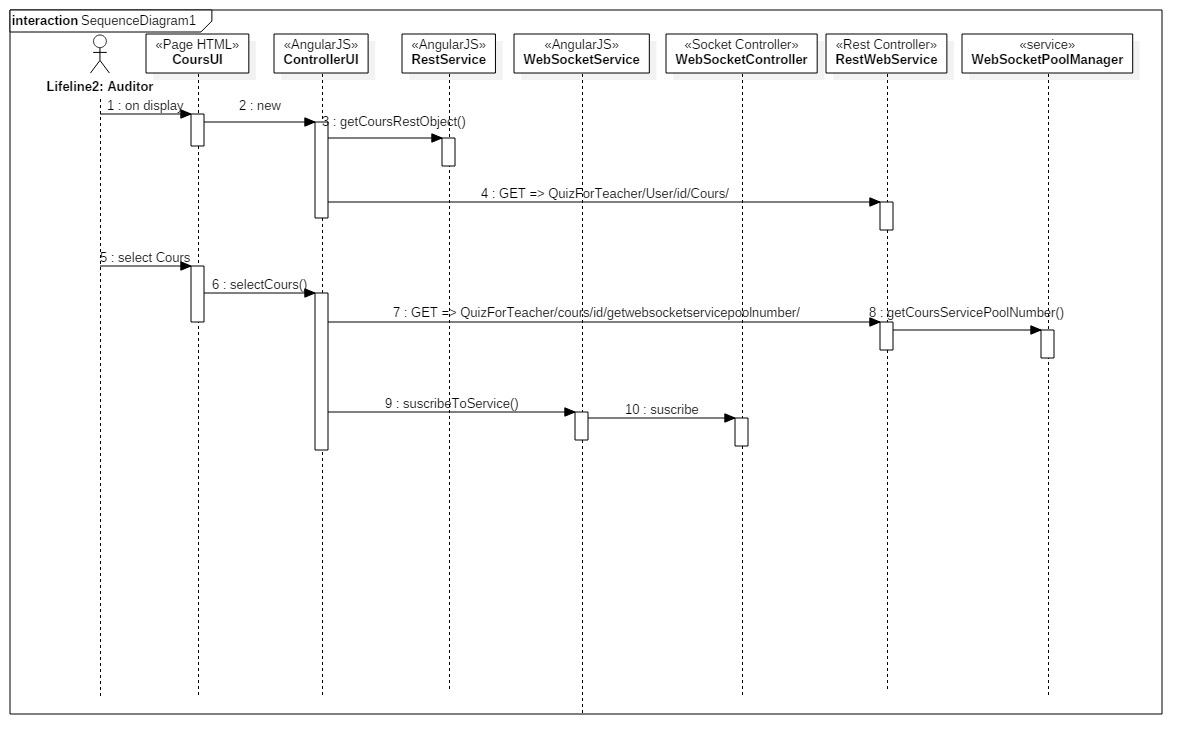 interaction SequenceDiagram1
«Page HTML»
CoursUI
«AngularJS»
ControllerUI
«AngularJS»
RestService
«AngularJS»
WebSocketService
«Socket Controller»
WebSocketController
«Rest Controller»
RestWebService
«service»
WebSocketPoolManager
Lifeline2: Auditor
1 : on display
2 : new
3 : getCoursRestObject()
4 : GET => QuizForTeacher/User/id/Cours/
5 : select Cours
6 : selectCours()
7 : GET => QuizForTeacher/cours/id/getwebsocketservicepoolnumber/
8 : getCoursServicePoolNumber()
9 : suscribeToService()
10 : suscribe